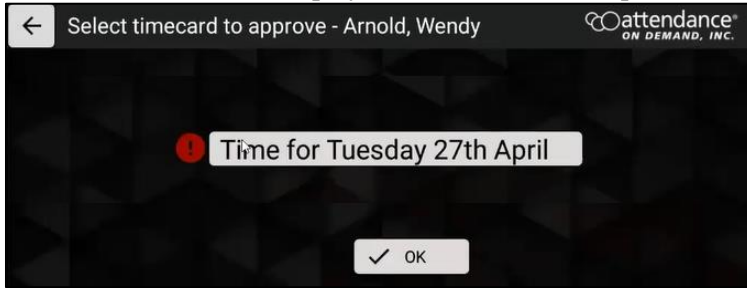 Select timecard to approve - Arnold, Wendy
attendance®
ON DEMAND, INC.
Time for Tuesday 27th April
OK